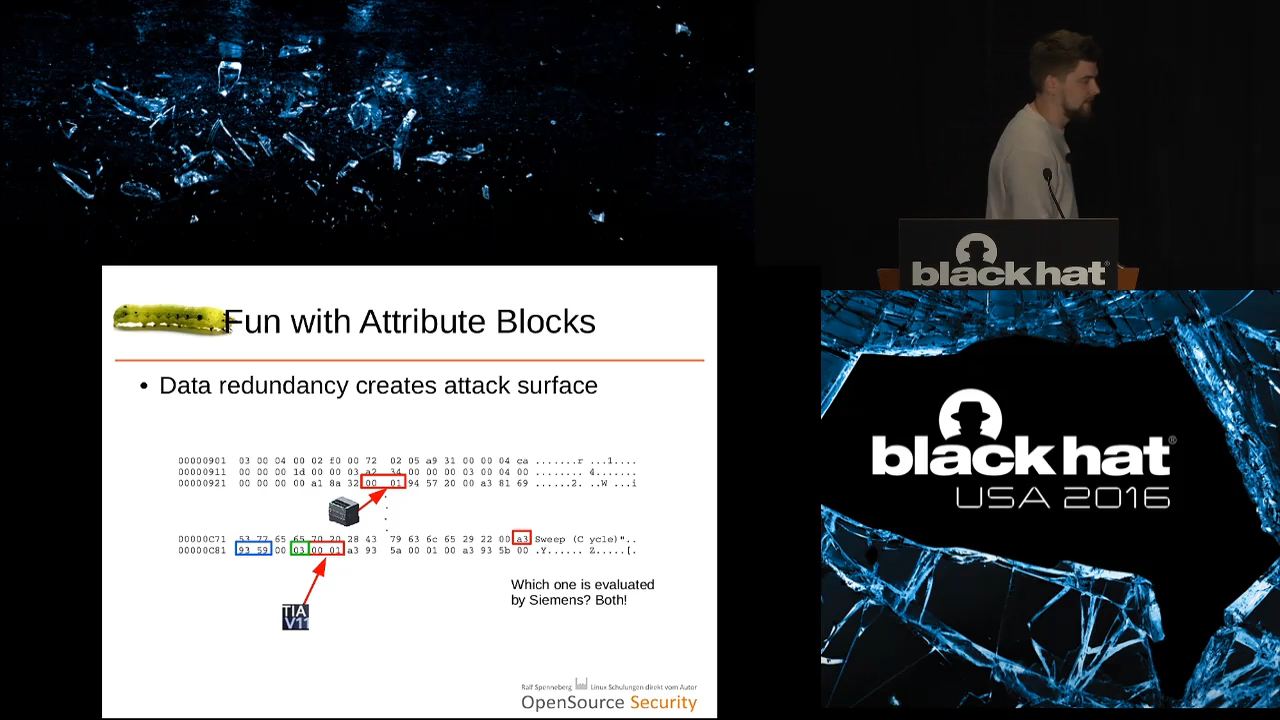 black hat
Fun with Attribute Blocks
• Data redundancy creates attack surface
00000901 03 00 04 00 02 f0 00 72 02 05 a9 31 00 00 04 ca .......r ...1....
00000911 00 00 00 1d 00 00 03 a2 34 00 00 00 03 00 04 00 ........ 4.......
00000921 00 00 00 00 a1 8a 32 00 01 94 57 20 00 a3 81 69 ......2. ..W ...i
00000C71 53 77 65 65 70 20 28 43 79 63 6c 65 29 22 00 a3 Sweep (C ycle)"..
00000C81 93 59 00 03 00 01 a3 93 5a 00 01 00 a3 93 5b 00 .Y...... Z.....[.
Which one is evaluated
by Siemens? Both!
TIA
V11
Ralf Spenneberg Linux Schulungen direkt vom Autor
OpenSource Security
black hat®
USA 2016